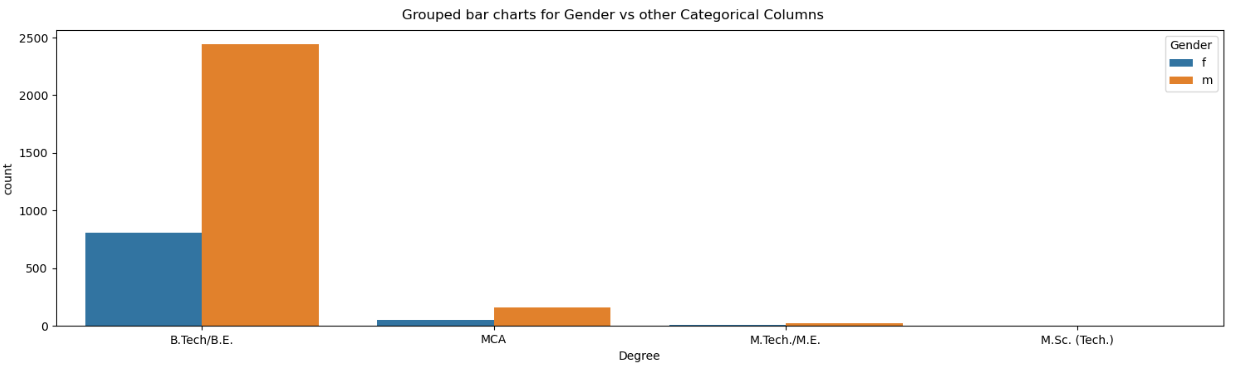 Grouped bar charts for Gender vs other Categorical Columns
Gender
f
m
2500
2000
1500
1000
500
0
count
B.Tech/B.E. MCA M.Tech./M.E. M.Sc. (Tech.)
Degree